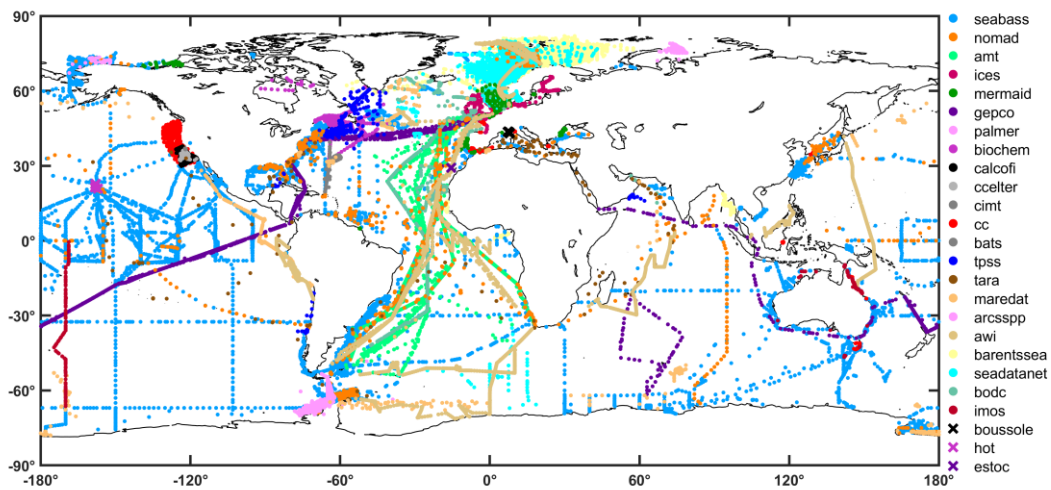 90°
60°
30°
0°
-30°
-60°
-90°
-180°
-120°
-60°
0°
60°
120°
180°
seabass
nomad
amt
ices
mermaid
gepco
palmer
biochem
calcofi
ccelter
cimt
cc
bats
tpss
tara
maredat
arcsspp
awi
barentssea
seadatanet
bodc
imos
boussole
hot
estoc